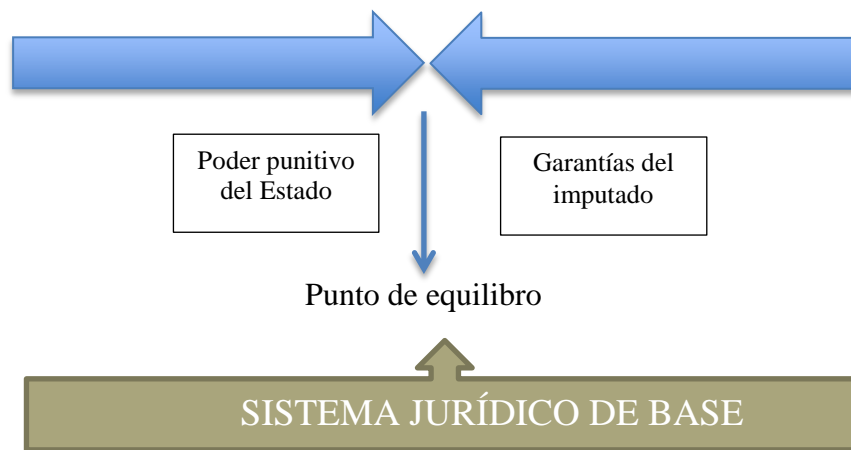 Poder punitivo
del Estado
Garantías del
imputado
Punto de equilibro
SISTEMA JURÍDICO DE BASE